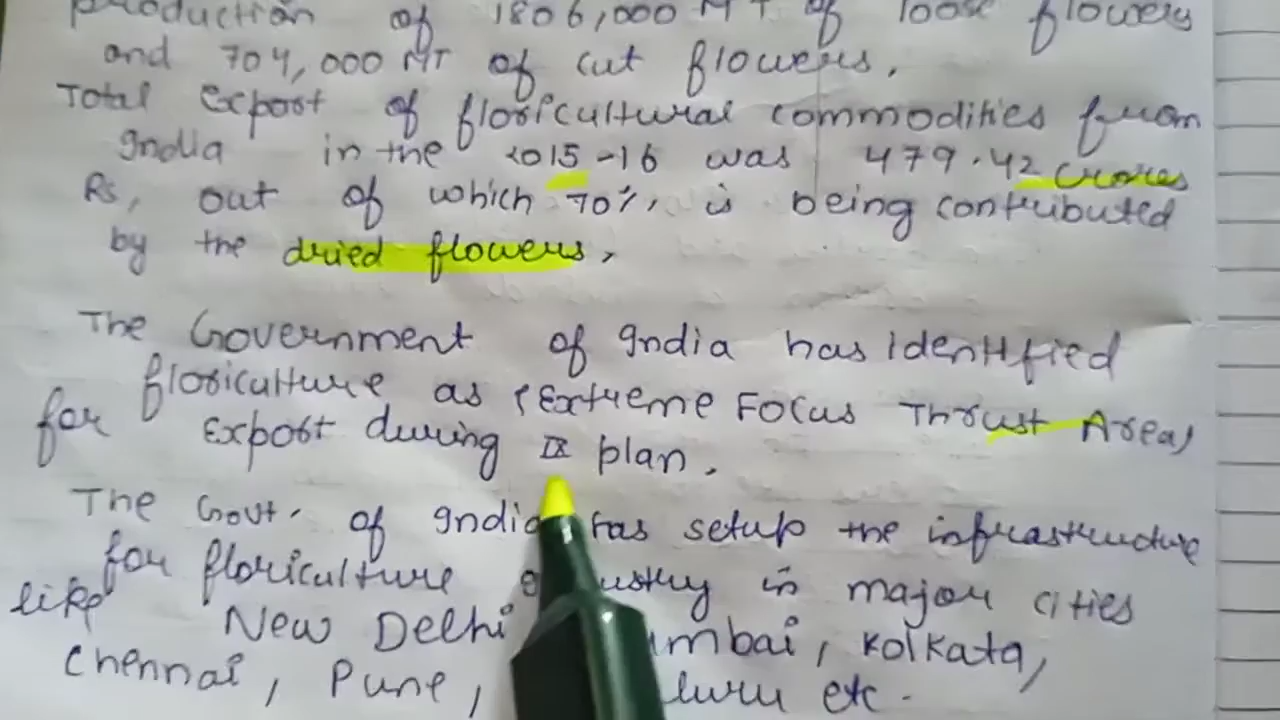 production of 1806,000 MT of loose flowers
and 704,000 MT of cut flowers.
Total Export of floricultural commodities from
India in the 2015-16 was 479.42 crores
Rs, out of which 70%, is being contributed
by the dried flowers,
The Government of India has identified
floriculture as (Extreme Focus Thrust Area)
for Export during IX plan.
The Govt. of India has setup the infrastructure
for floriculture in major cities
like New Delhi Kolkata,
Chennai, Pune, etc.